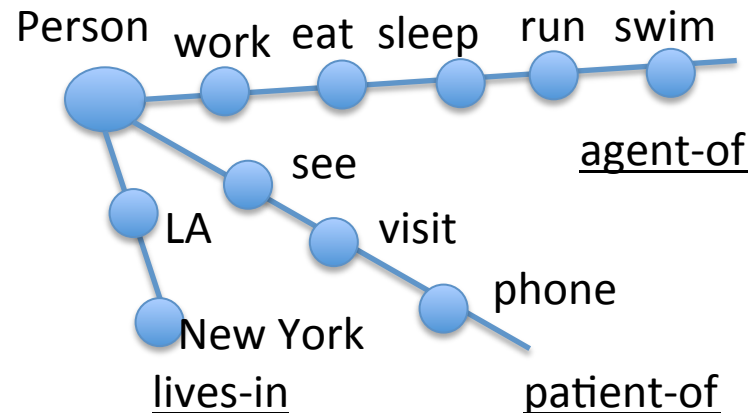 Person work eat sleep run swim
agent-of
see
LA visit
phone
New York
lives-in patient-of